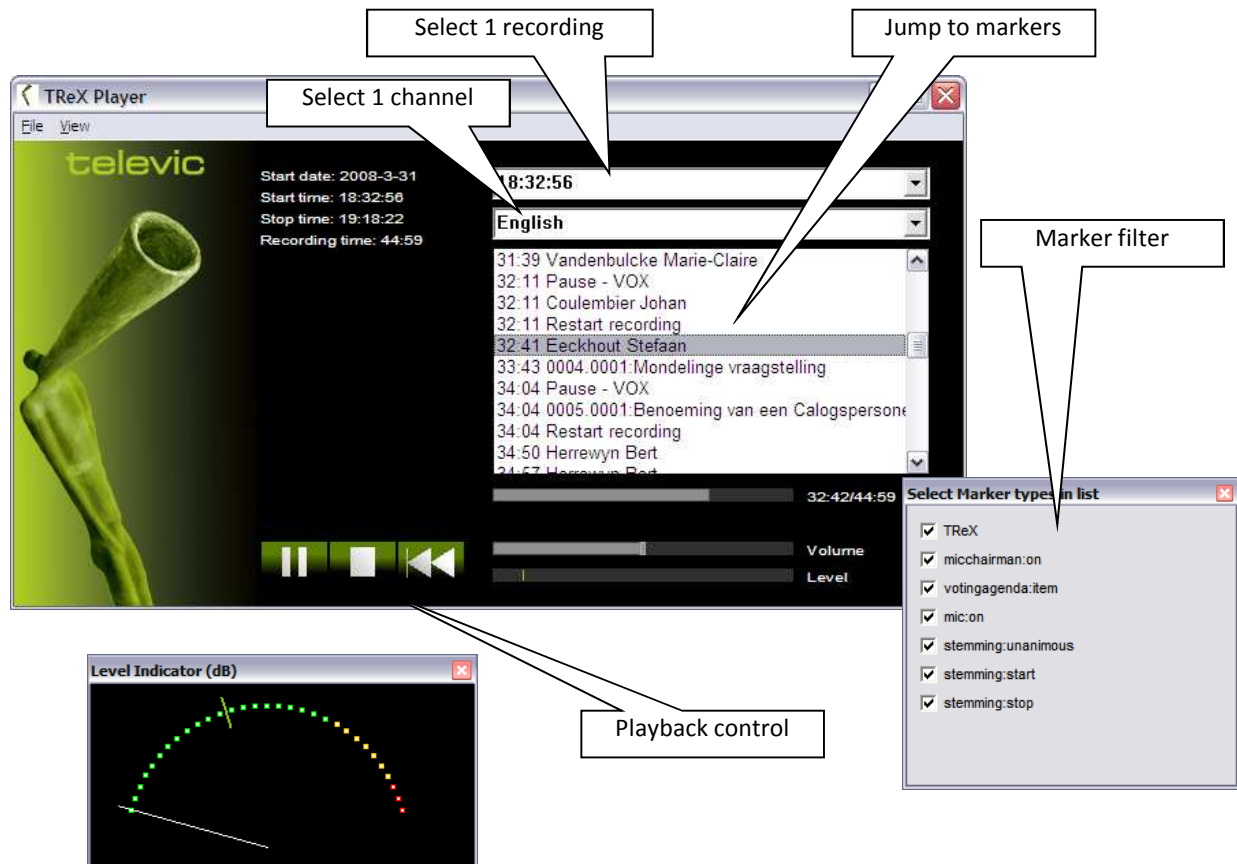 Select 1 recording
Jump to markers
TReX Player
Select 1 channel
File View
televic
Start date: 2008-3-31
Start time: 18:32:56
Stop time: 19:18:22
Recording time: 44:59
18:32:56
English
Marker filter
31:39 Vandenbulcke Marie-Claire
32:11 Pause - VOX
32:11 Coulembier Johan
32:11 Restart recording
32:41 Eeckhout Stefaan
33:43 0004.0001:Mondelinge vraagstelling
34:04 Pause - VOX
34:04 0005.0001:Benoeming van een Calogspersone
34:04 Restart recording
34:50 Herrewyn Bert
34:57 Herrewyn Bert
32:42/44:59
Volume
Level
Select Marker types in list
TReX
micchairman:on
votingagenda:item
mic:on
stemming:unanimous
stemming:start
stemming:stop
Level Indicator (dB)
Playback control